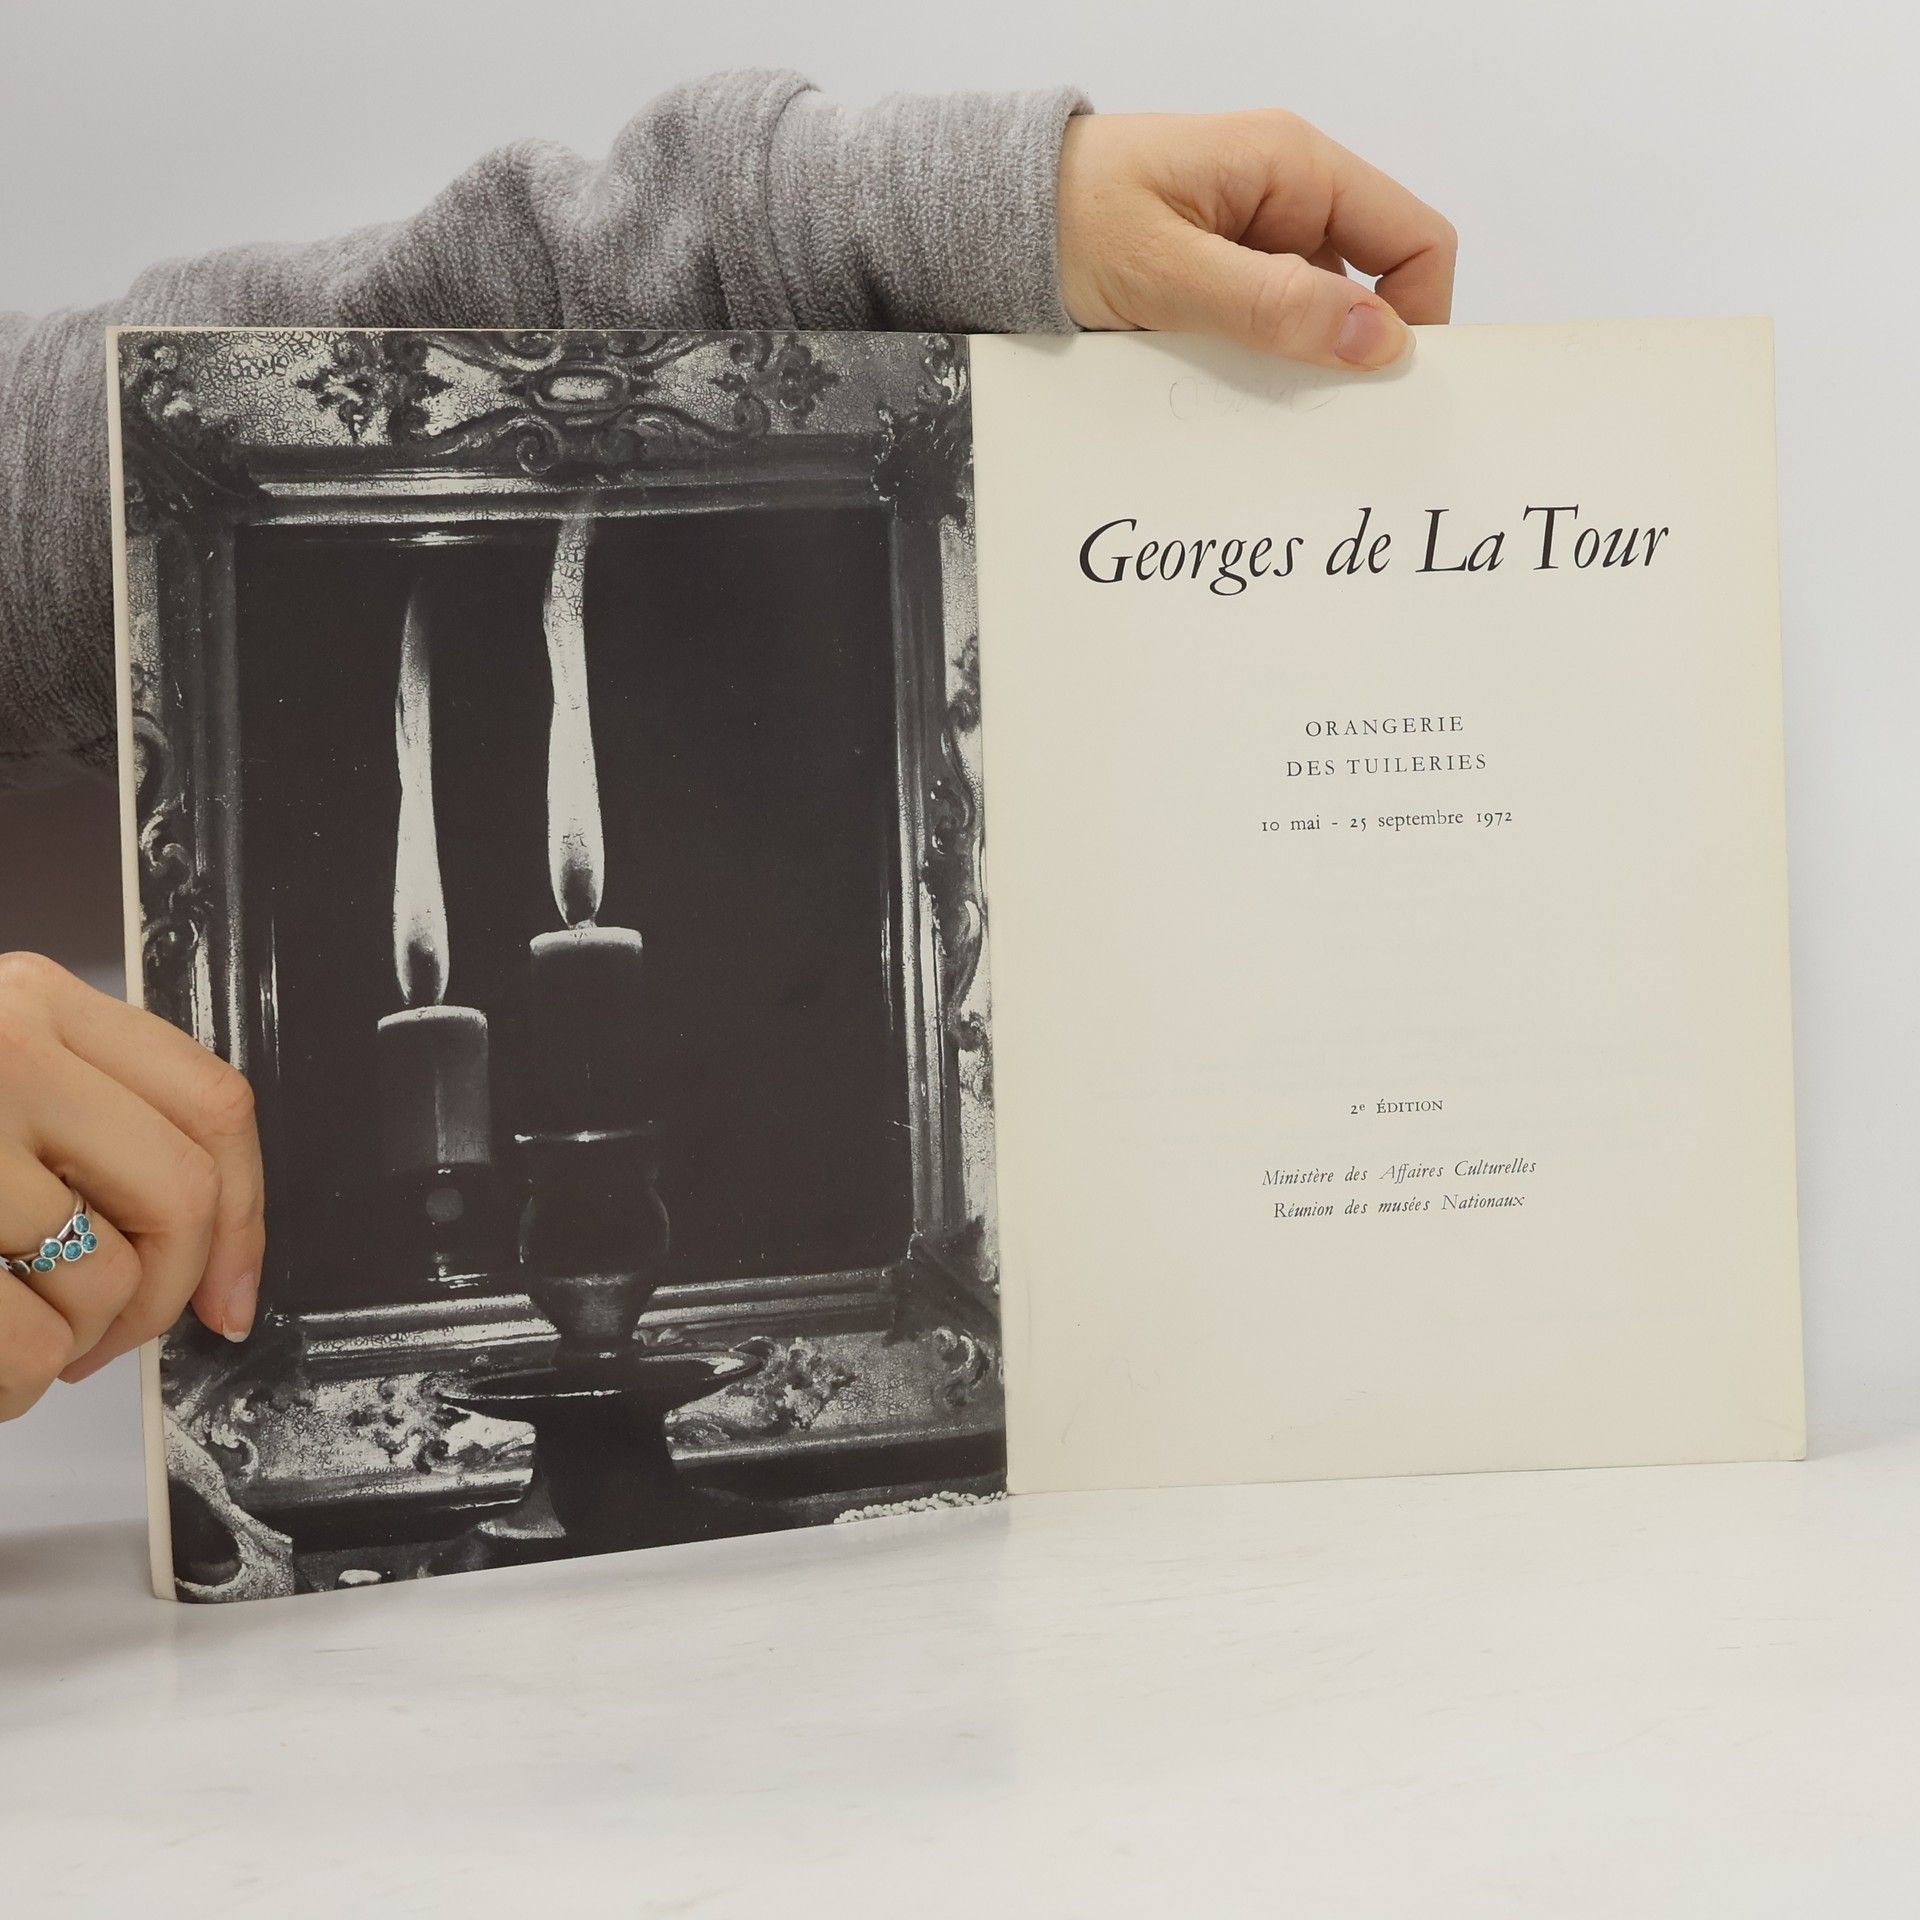 Georges de La Tour
ORANGERIE
DES TUILERIES
10 mai - 25 septembre 1972
2e ÉDITION
Ministère des Affaires Culturelles
Réunion des musées Nationaux